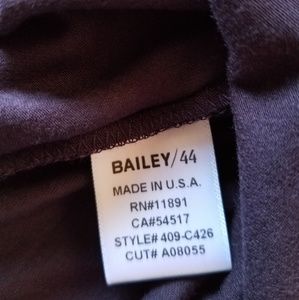 BAILEY/44
MADE IN U.S.A.
RN#11891
CA#54517
STYLE# 409-C426
CUT# A08055